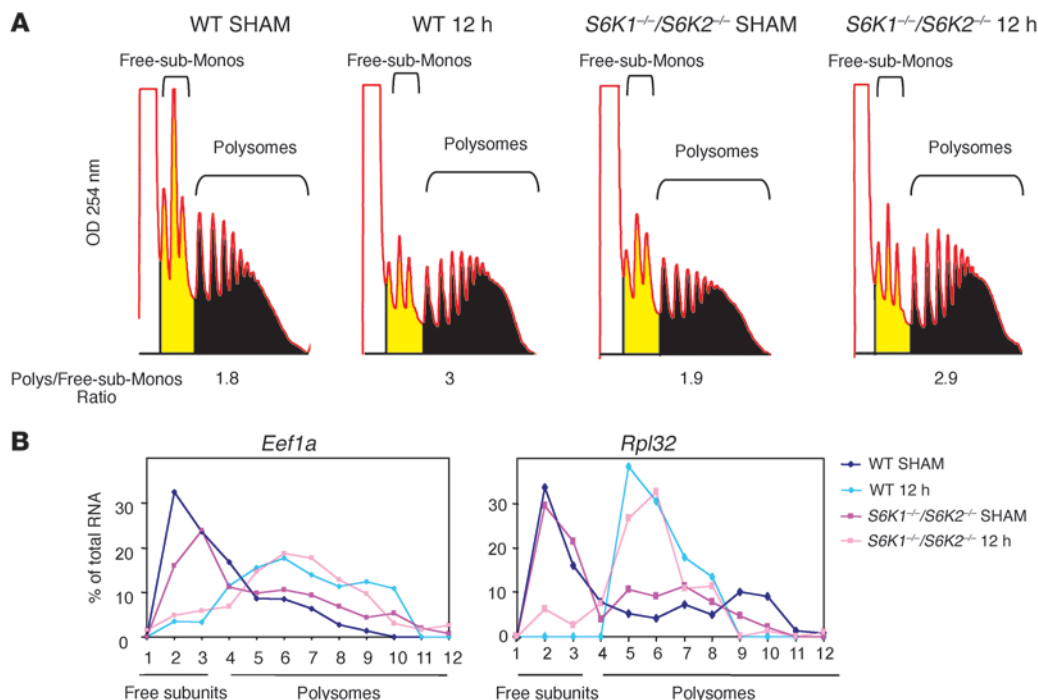 A
WT SHAM
WT 12 h
S6K1–/–/S6K2–/– SHAM
S6K1–/–/S6K2–/– 12 h
Free-sub-Monos
Free-sub-Monos
Free-sub-Monos
Free-sub-Monos
Polysomes
Polysomes
Polysomes
Polysomes
OD 254 nm
Polys/Free-sub-Monos
Ratio
1.8
3
1.9
2.9
B
Eef1a
Rpl32
% of total RNA
30
20
10
0
1 2 3 4 5 6 7 8 9 10 11 12
Free subunits
Polysomes
30
20
10
0
1 2 3 4 5 6 7 8 9 10 11 12
Free subunits
Polysomes
WT SHAM
WT 12 h
S6K1–/–/S6K2–/– SHAM
S6K1–/–/S6K2–/– 12 h